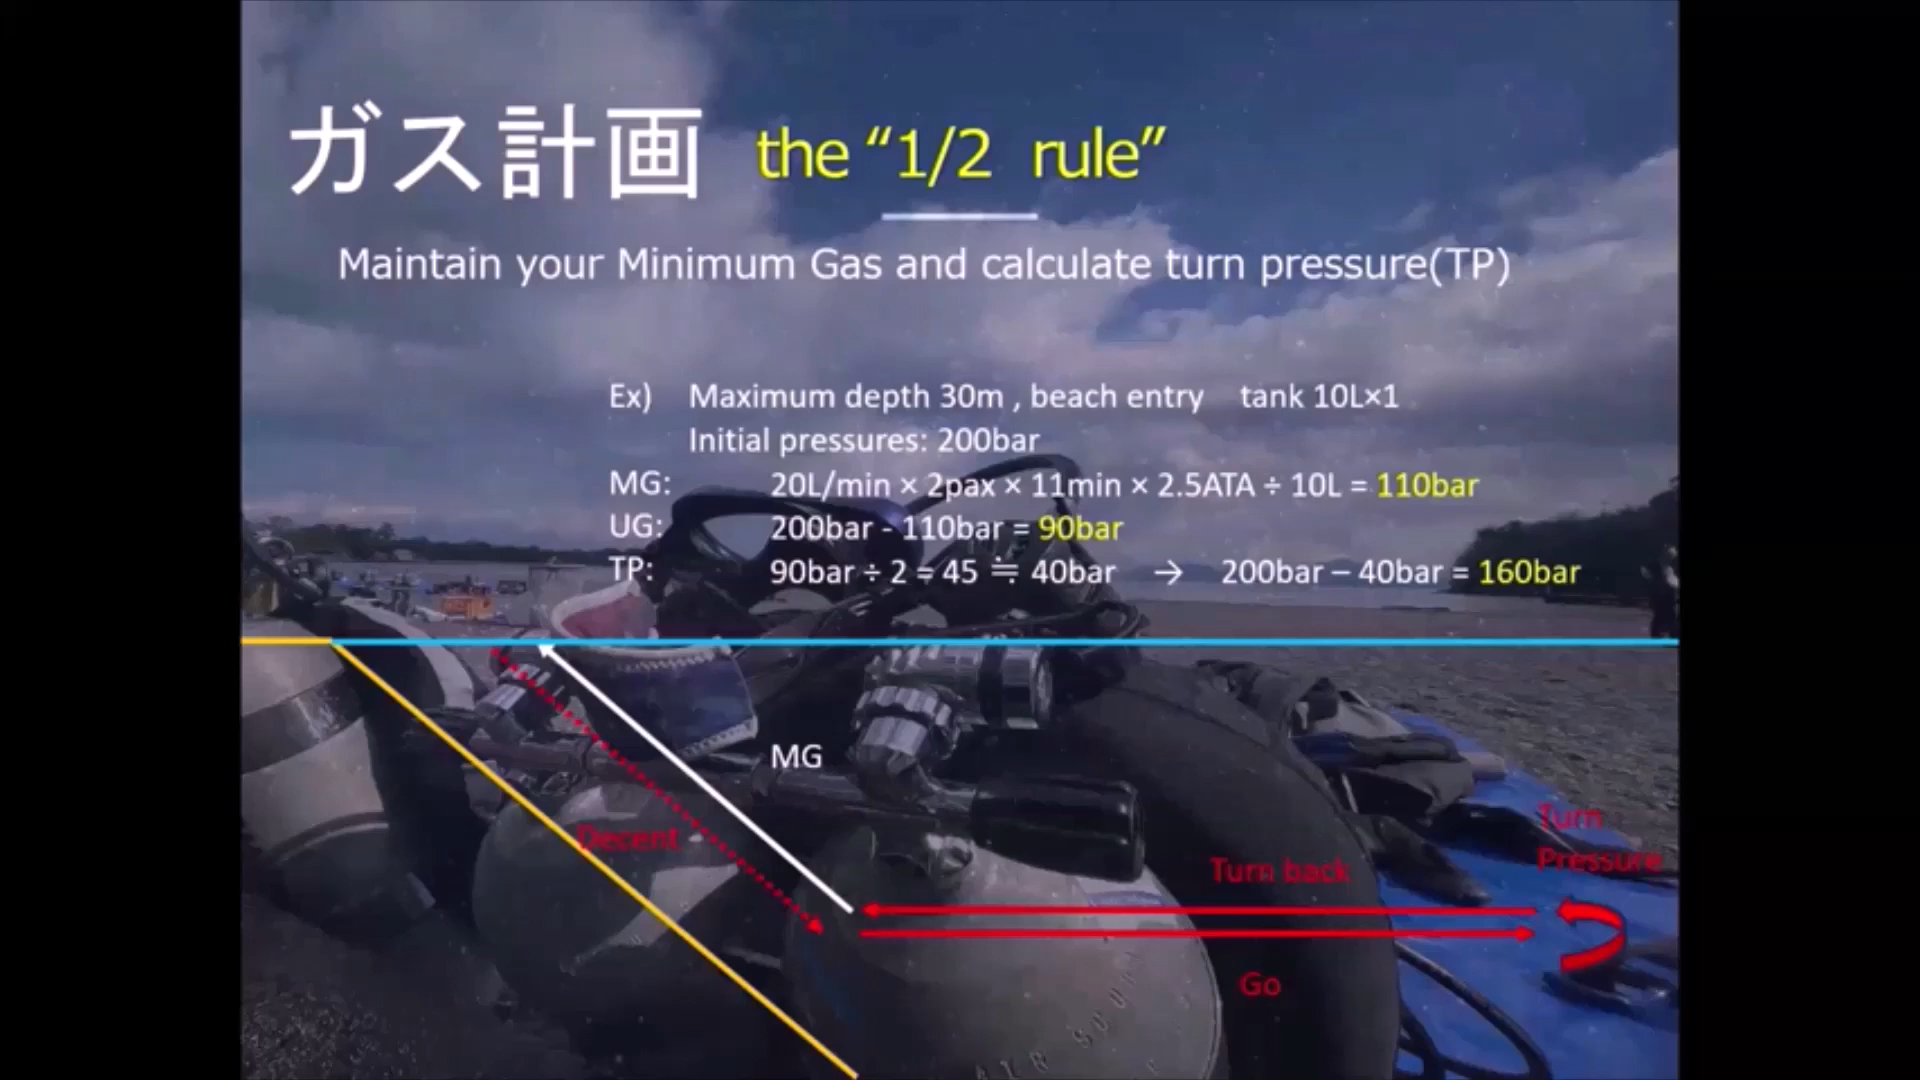 ガス計画 the “1/2 rule”
Maintain your Minimum Gas and calculate turn pressure(TP)
Ex) Maximum depth 30m , beach entry tank 10L×1
Initial pressures: 200bar
MG: 20L/min × 2pax × 11min × 2.5ATA ÷ 10L = 110bar
UG: 200bar - 110bar = 90bar
TP: 90bar ÷ 2 = 45 ≒ 40bar → 200bar – 40bar = 160bar
MG
Decent
Turn
Pressure
Turn back
Go